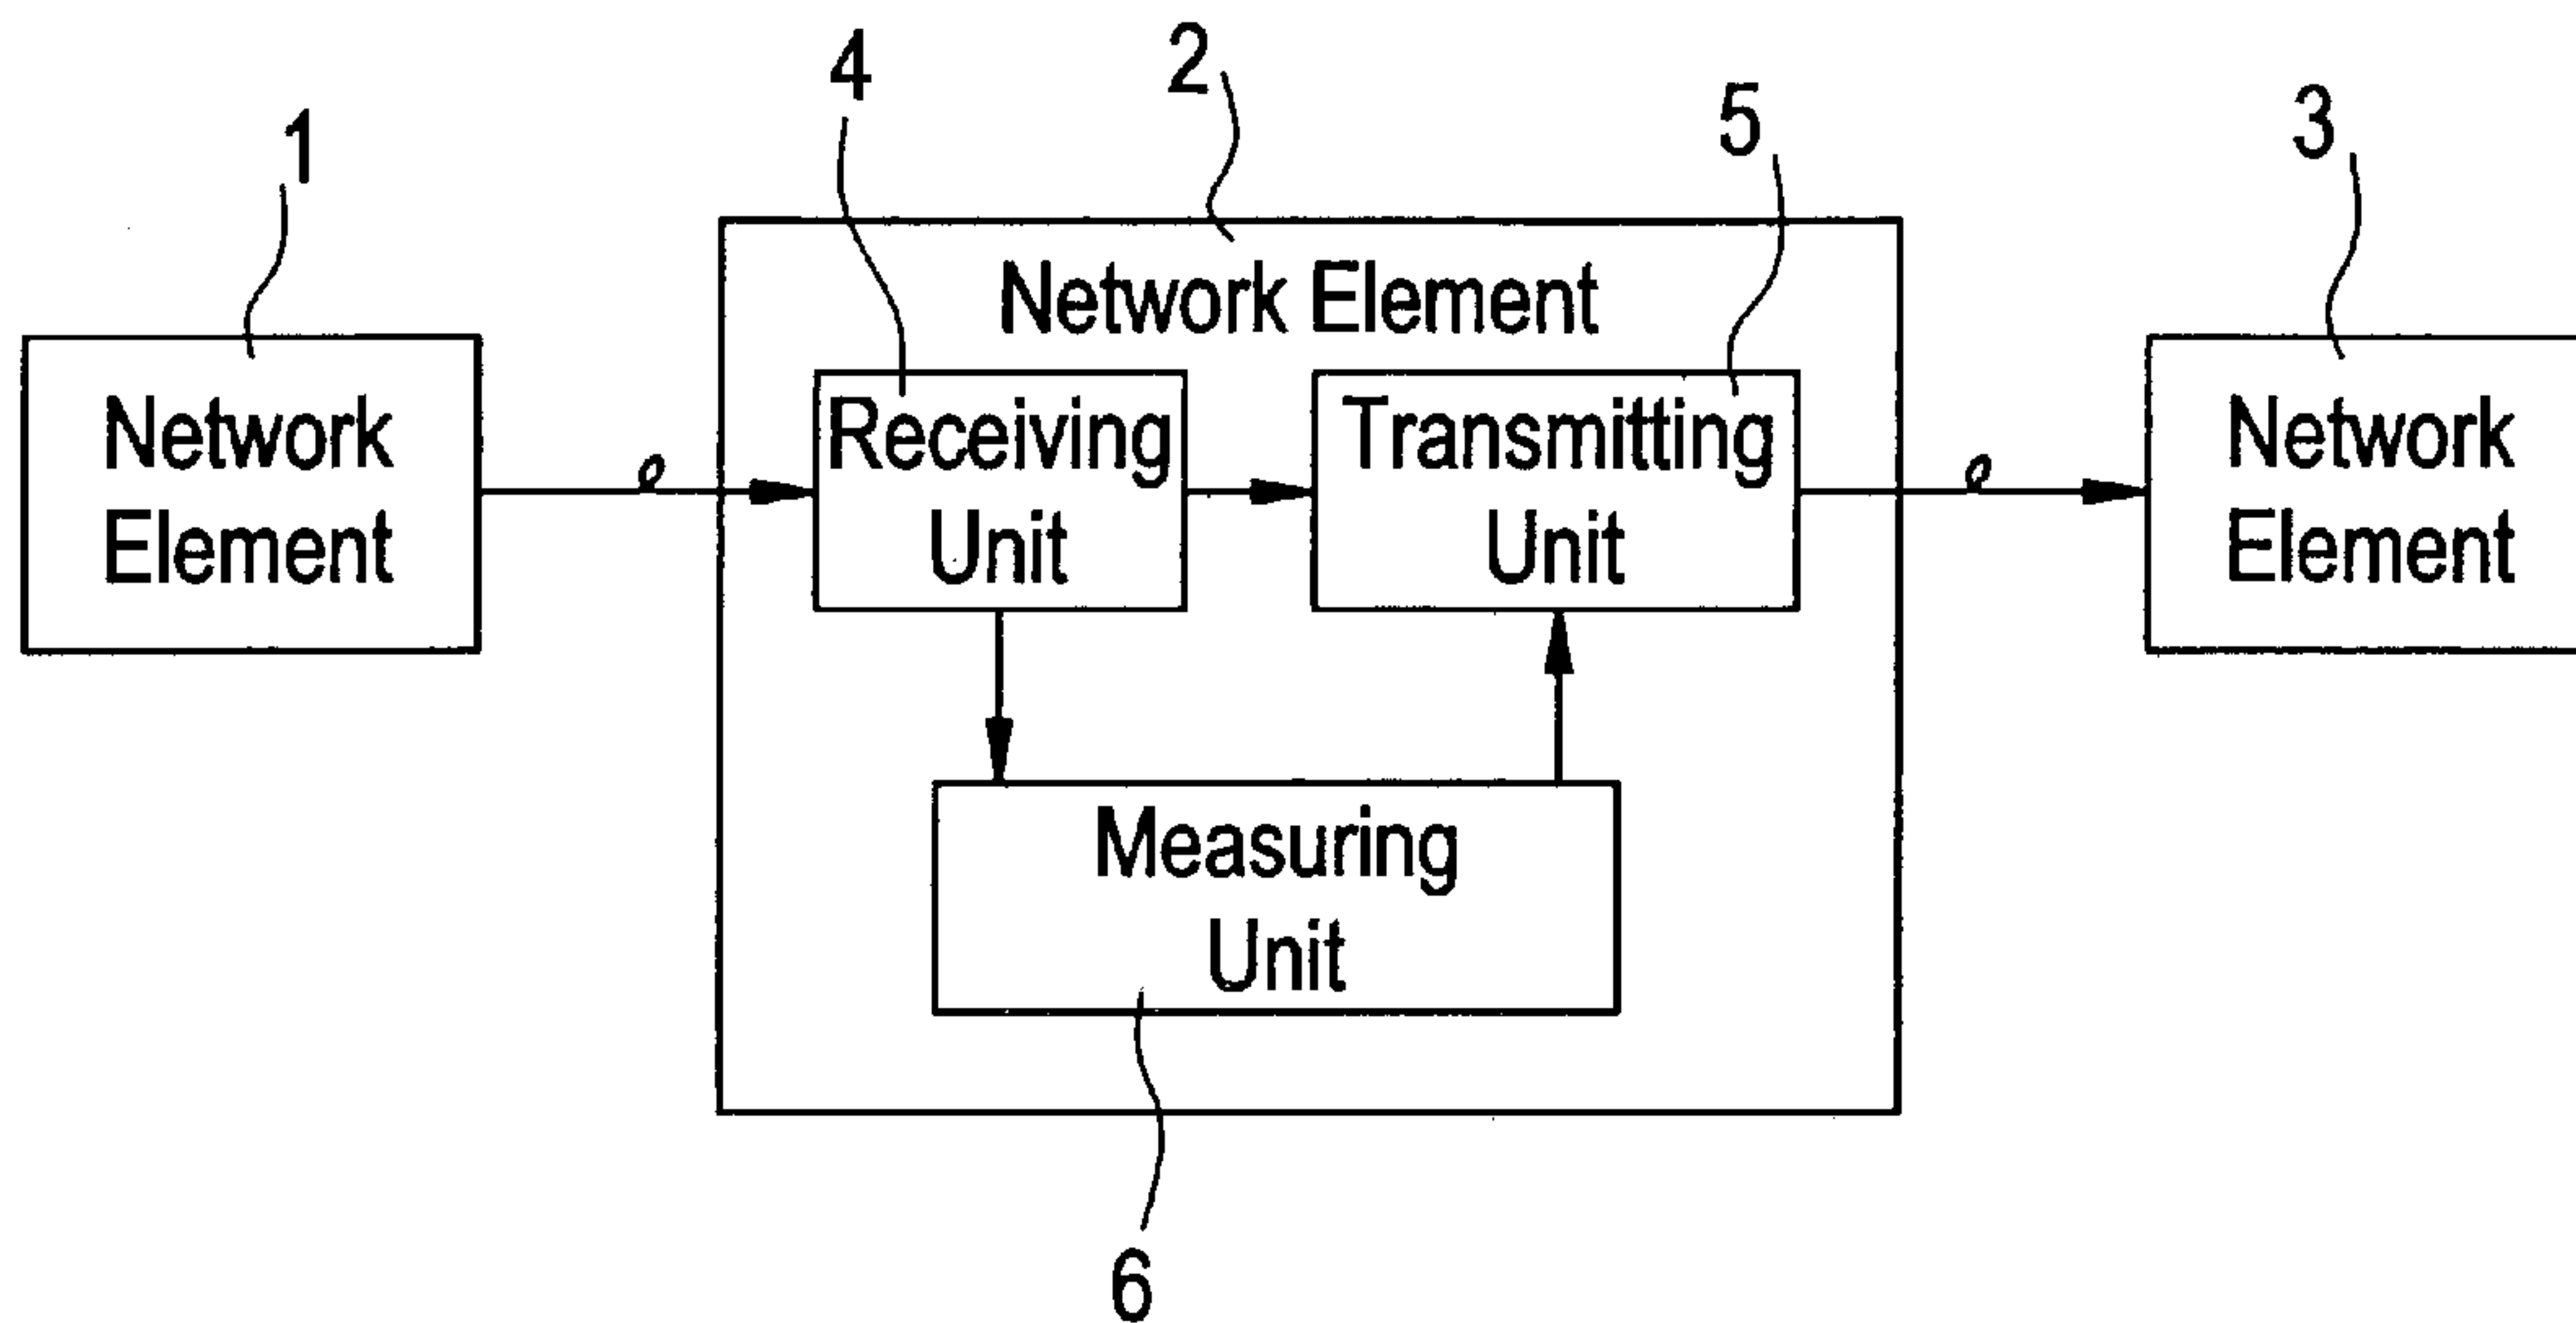 4
2
1
5
3
Network Element
Network
Element
Receiving
Unit
Transmitting
Unit
Network
Element
Measuring
Unit
6